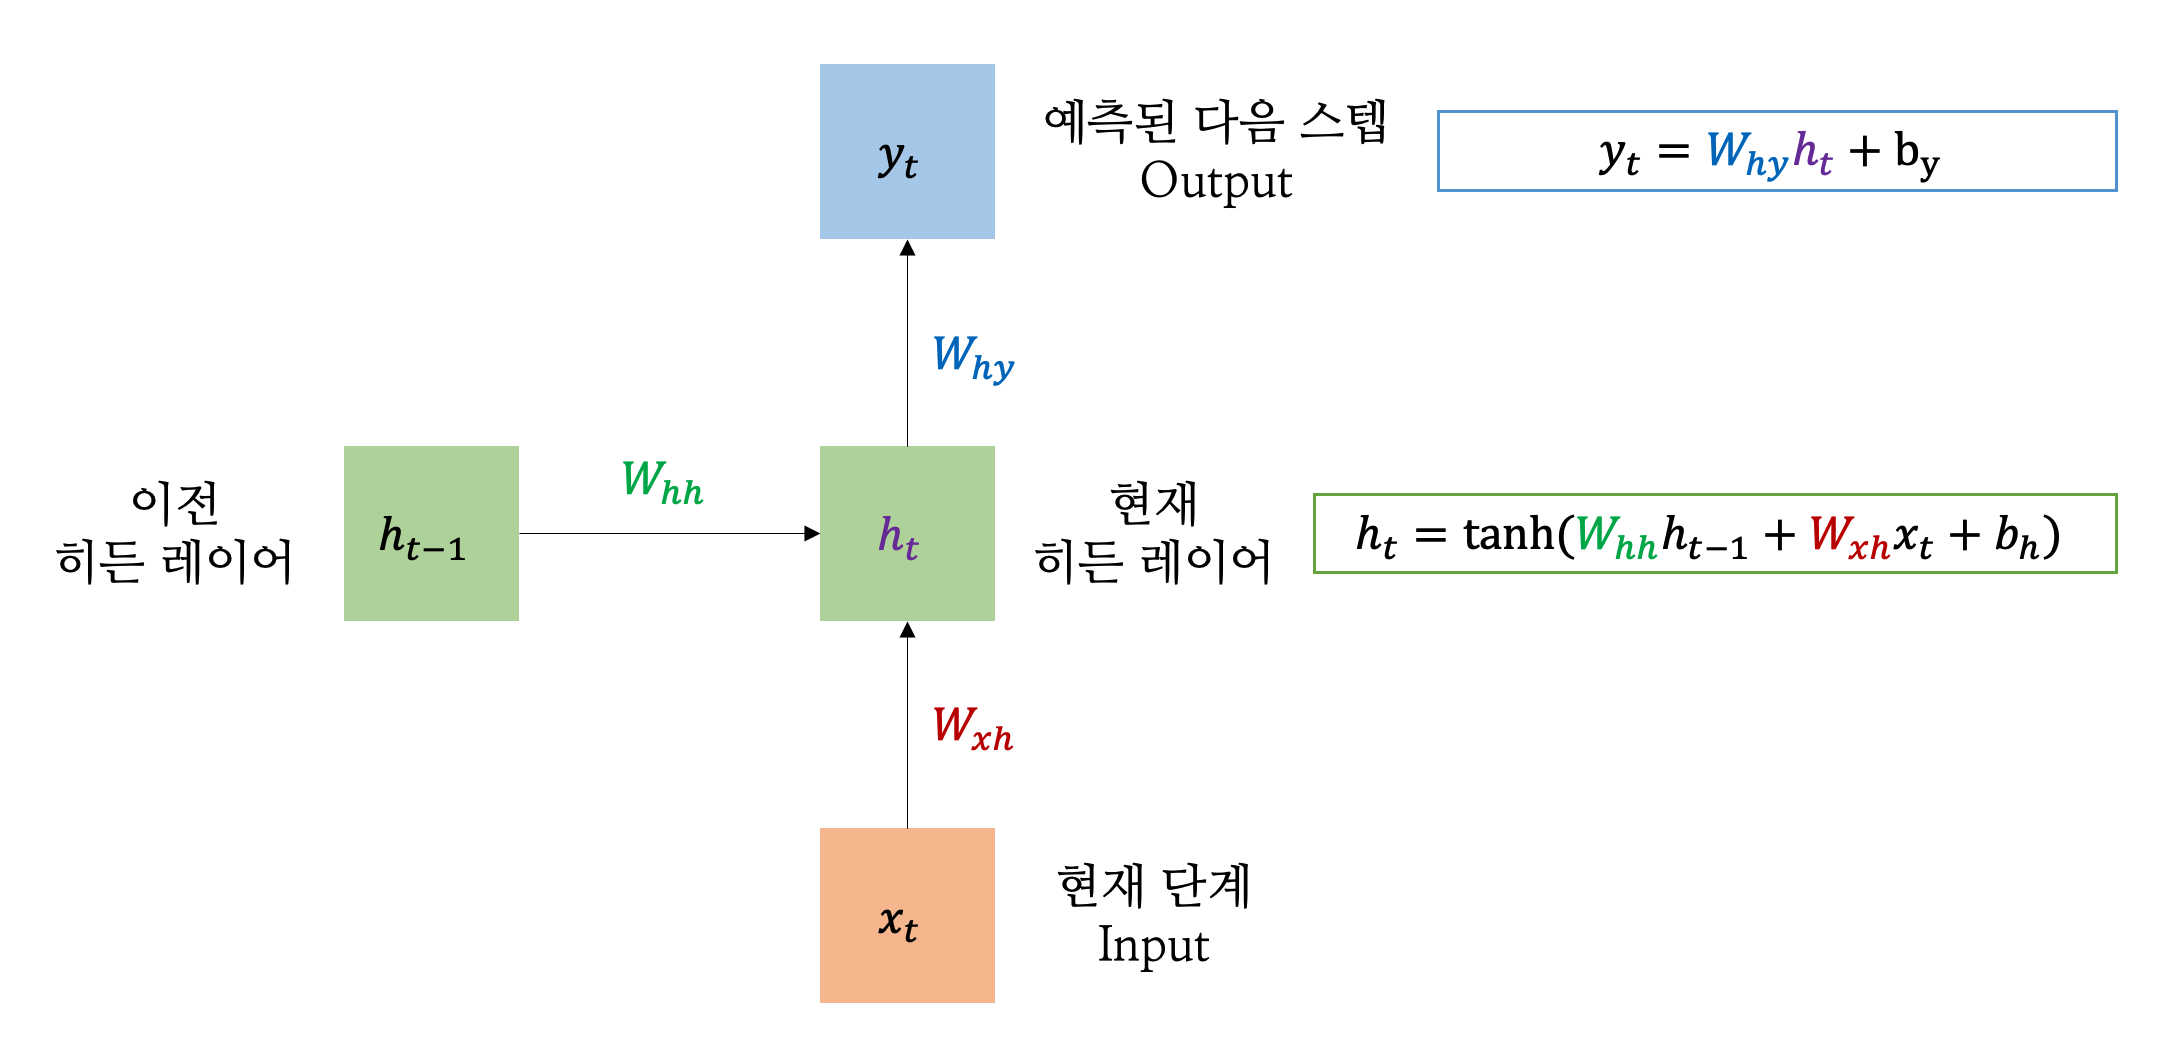 y_t
예측된 다음 스텝
Output
y_t = W_{hy}h_t + b_y
W_{hy}
이전
히든 레이어
h_{t−1}
W_{hh}
h_t
현재
히든 레이어
h_t = tanh(W_{hh}h_{t−1} + W_{xh}x_t + b_h)
W_{xh}
x_t
현재 단계
Input